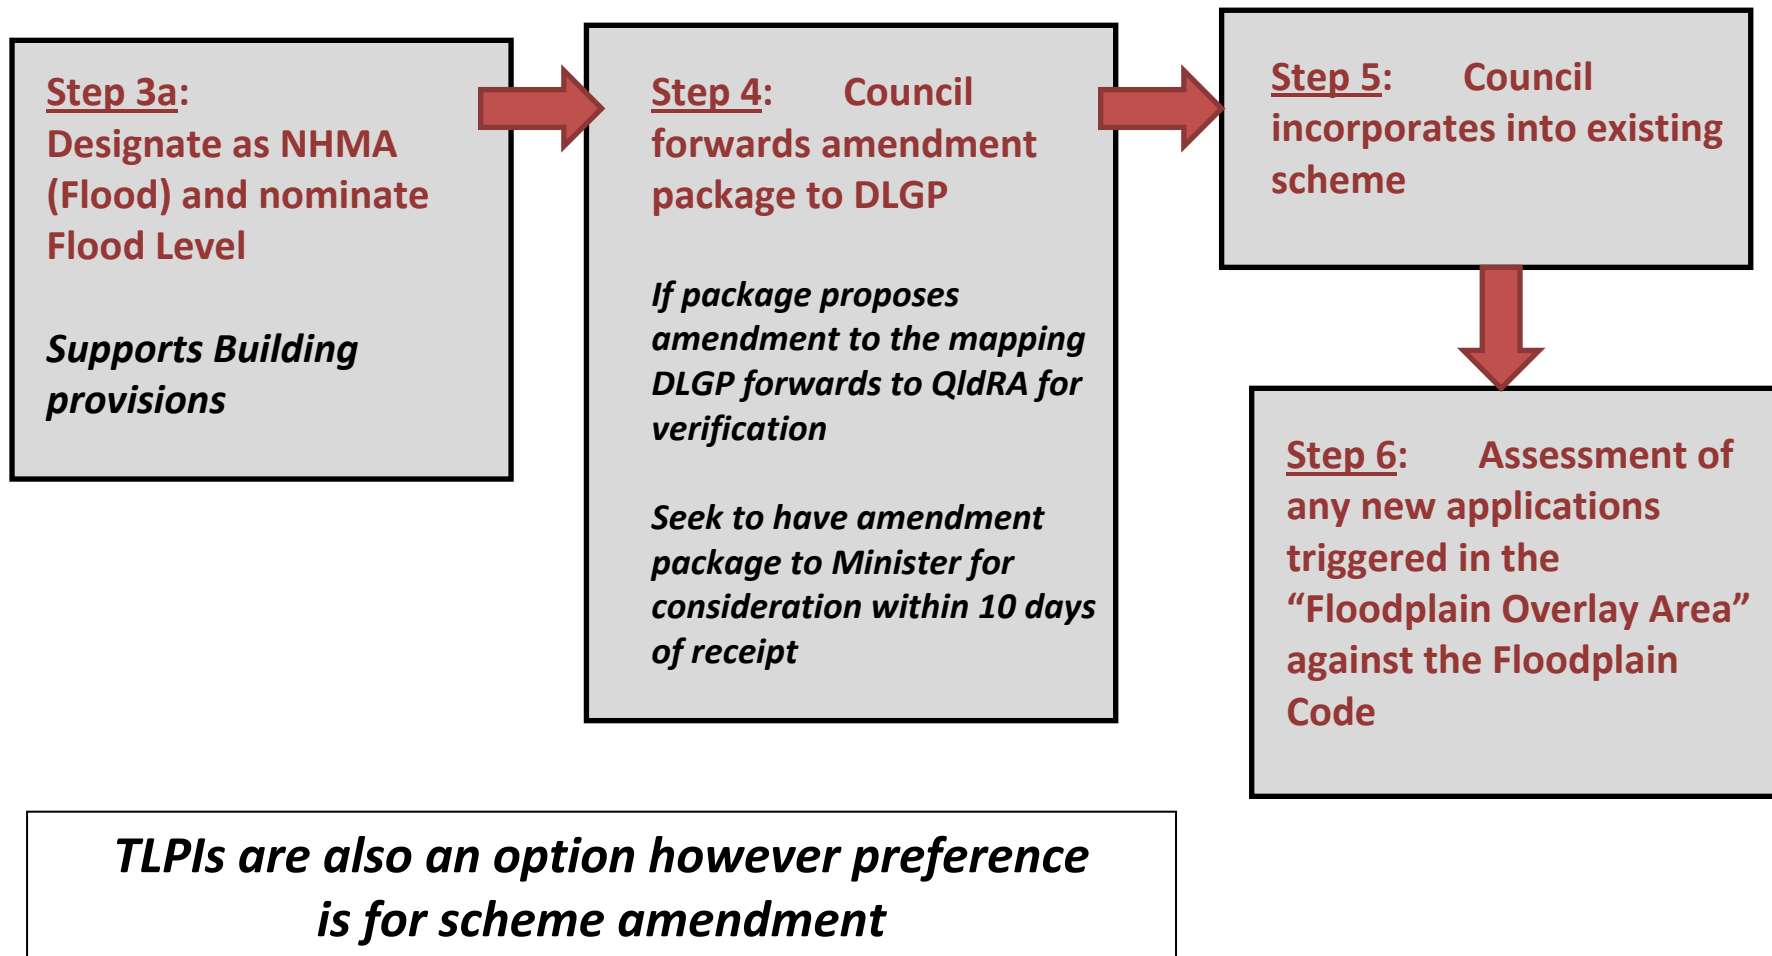 Step 3a:
Designate as NHMA
(Flood) and nominate
Flood Level
Supports Building
provisions
Step 4: Council
forwards amendment
package to DLGP
If package proposes
amendment to the mapping
DLGP forwards to QldRA for
verification
Seek to have amendment
package to Minister for
consideration within 10 days
of receipt
Step 5: Council
incorporates into existing
scheme
Step 6: Assessment of
any new applications
triggered in the
“Floodplain Overlay Area”
against the Floodplain
Code
TLPIs are also an option however preference
is for scheme amendment